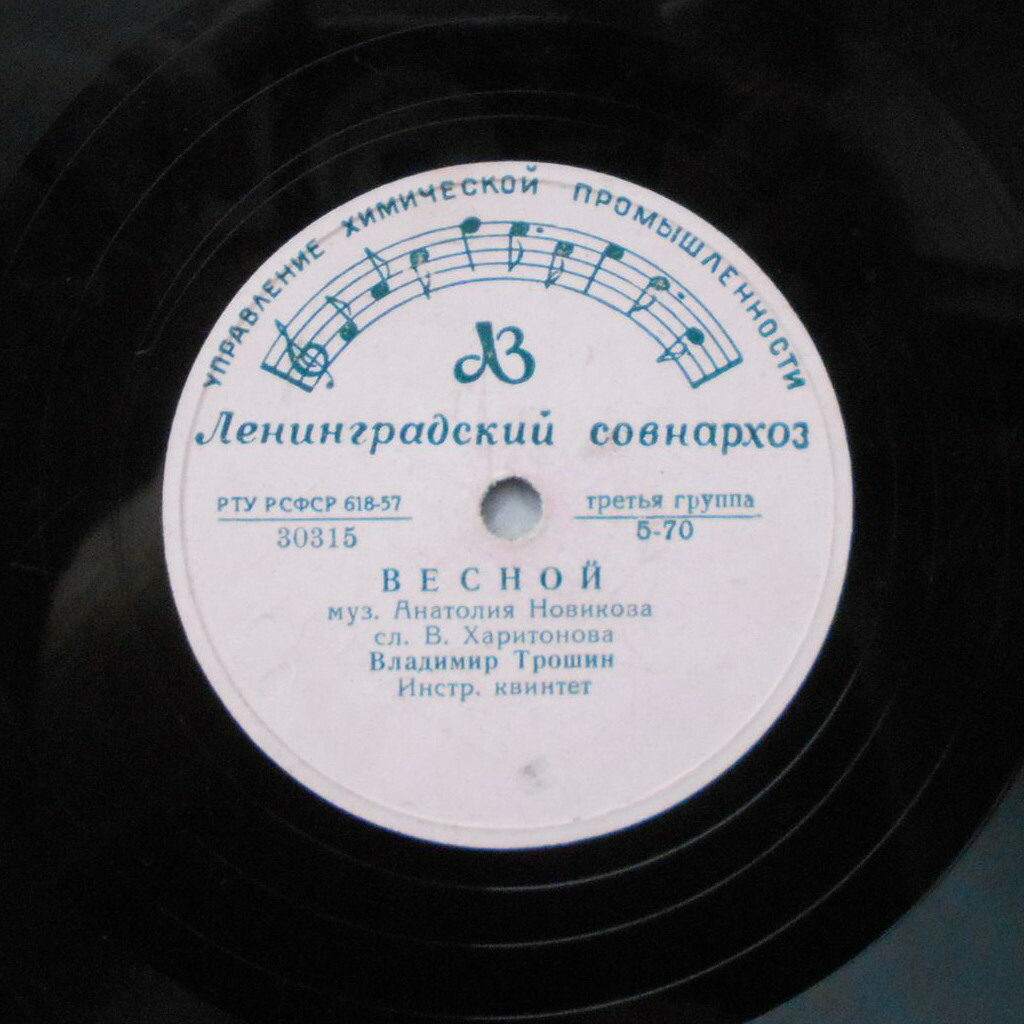 УПРАВЛЕНИЕ ХИМИЧЕСКОЙ ПРОМЫШЛЕННОСТИ
ЛЗ
Ленинградский совнархоз
РТУ РСФСР 618-57
30315
третья группа
5-70
ВЕСНОЙ
муз. Анатолия Новикова
сл. В. Харитонова
Владимир Трошин
Инстр. квинтет